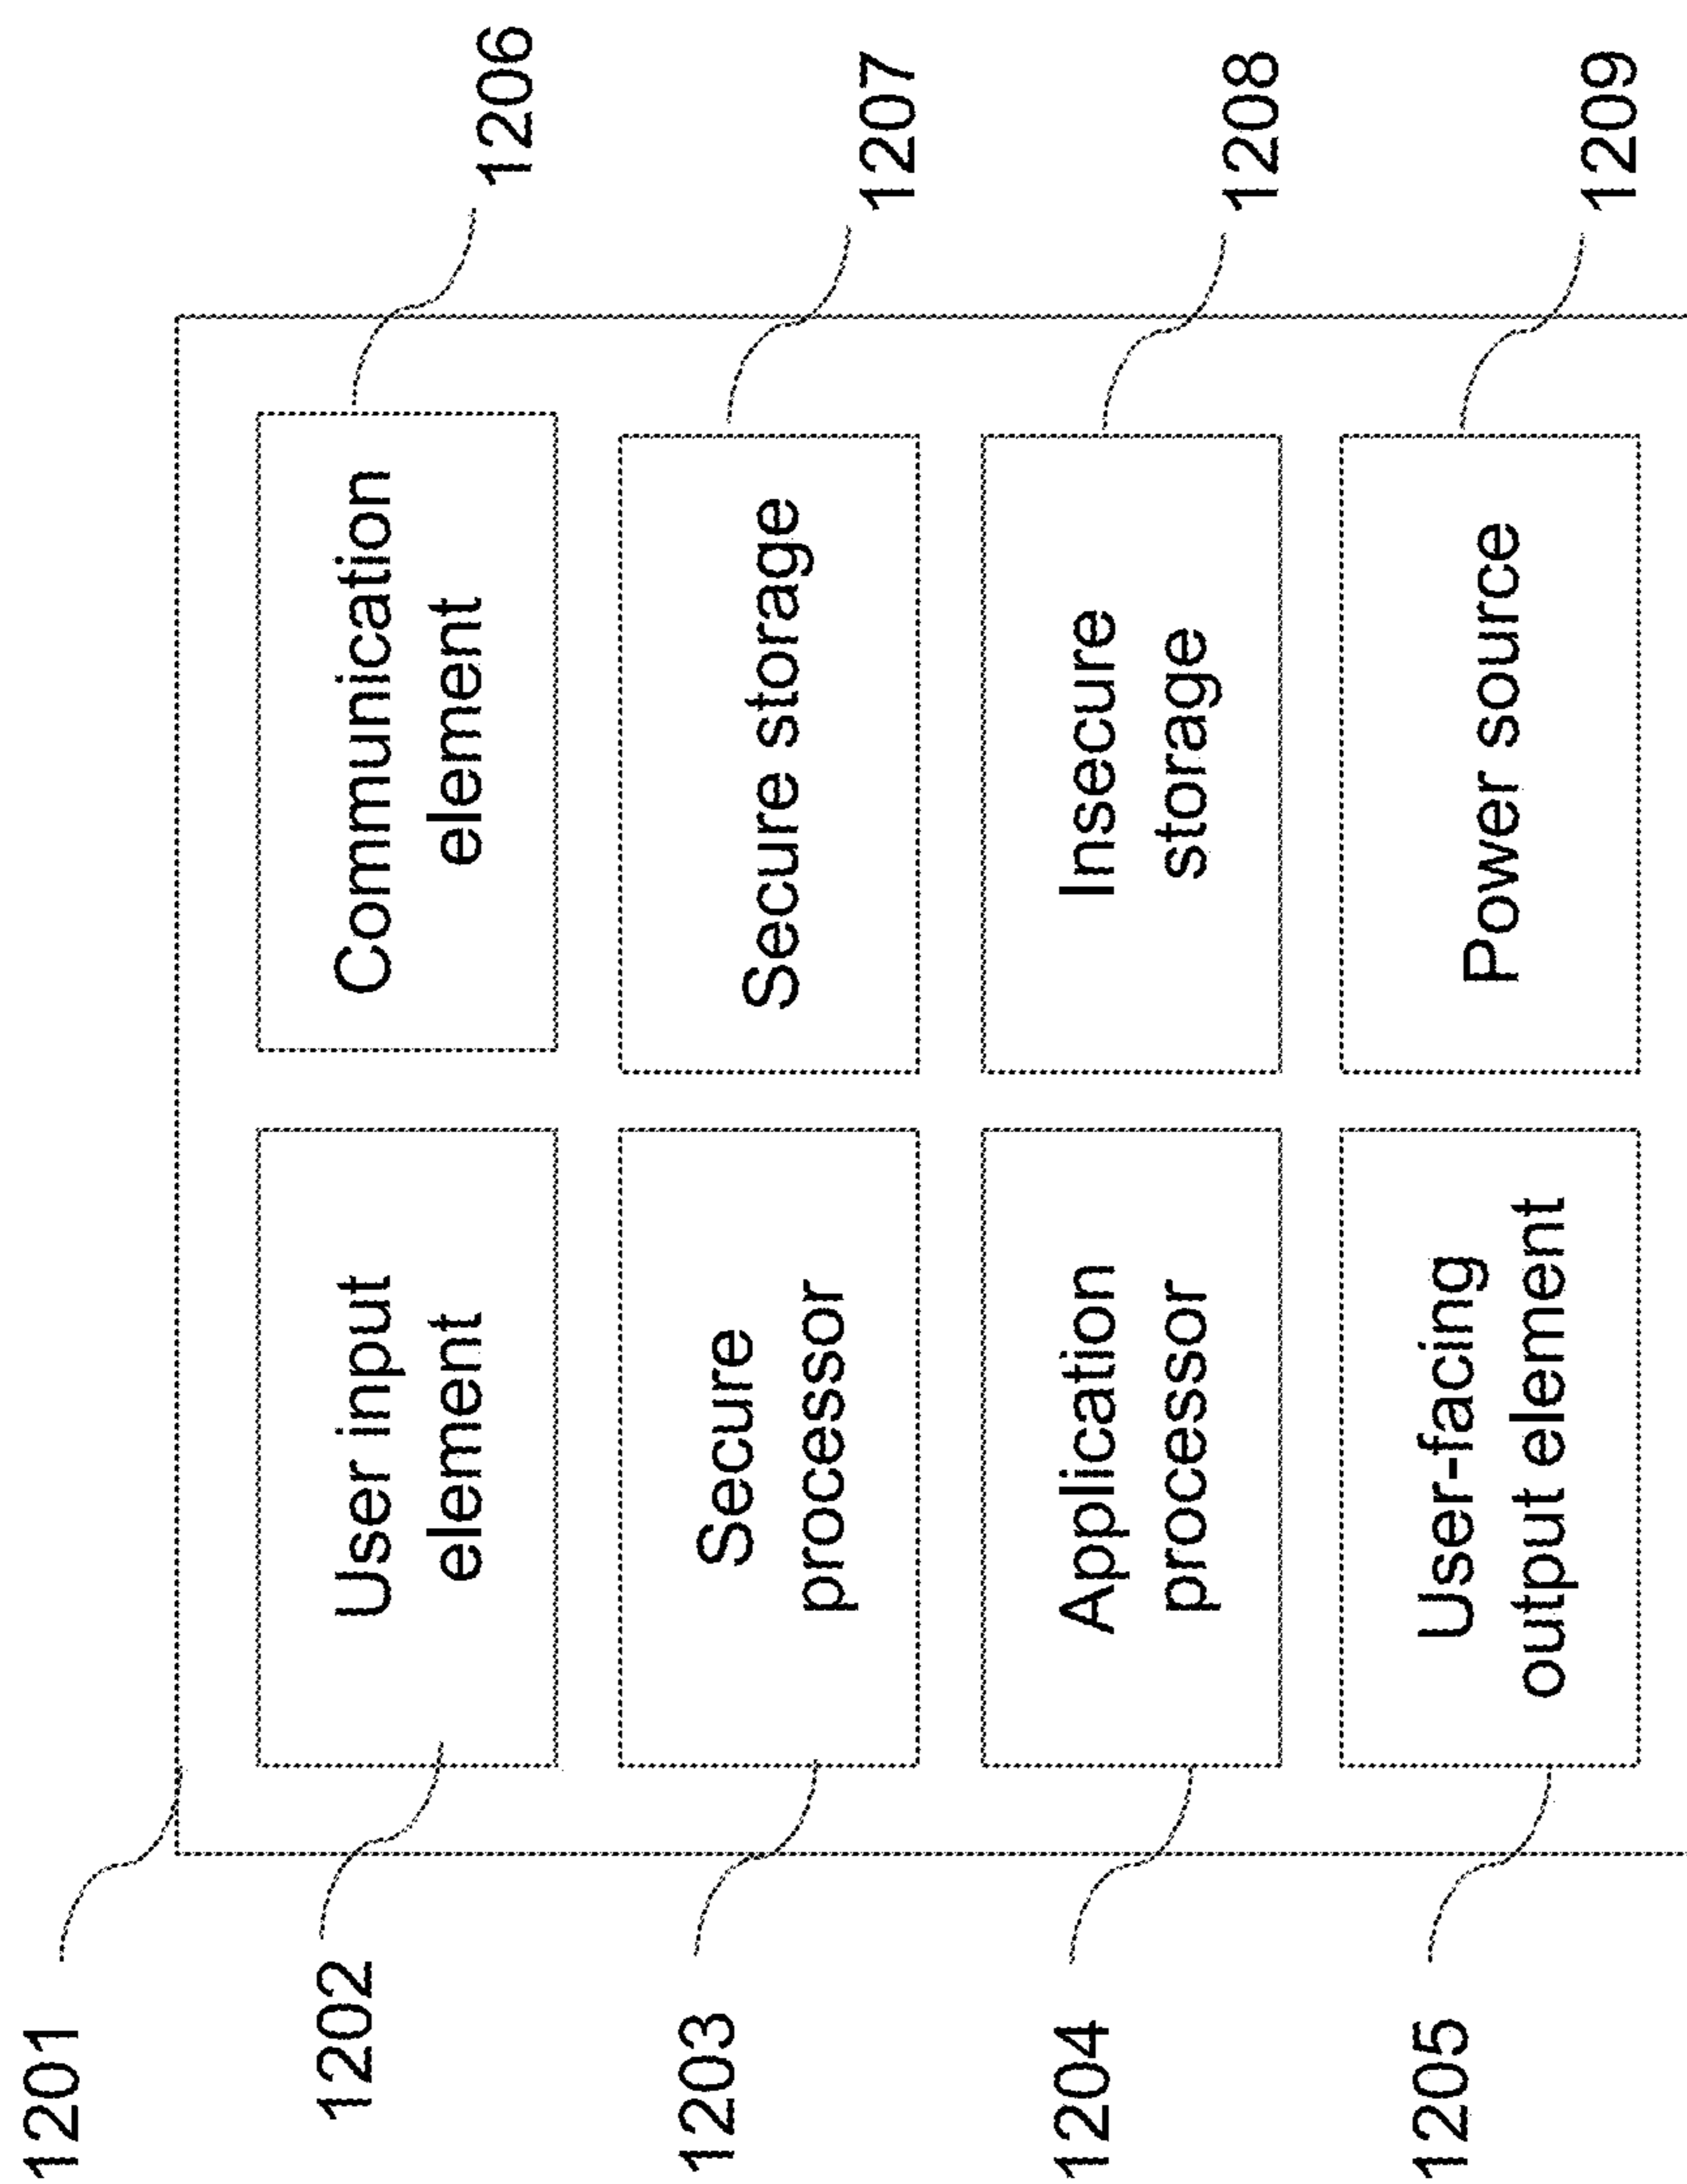 1201
1202
User input
element
Communication
element
1206
1203
Secure
processor
Secure storage
1207
1204
Application
processor
Insecure
storage
1208
1205
User-facing
output element
Power source
1209